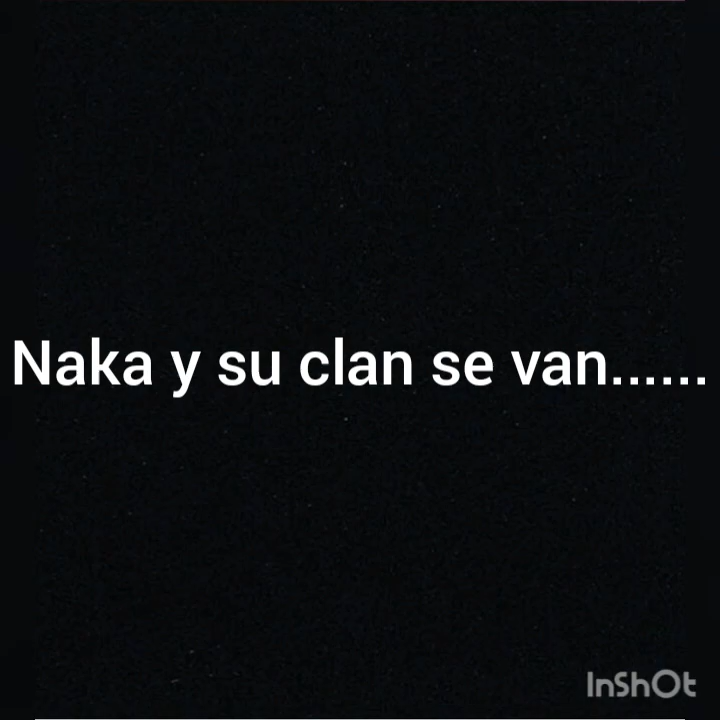 Naka y su clan se van......
InShOt